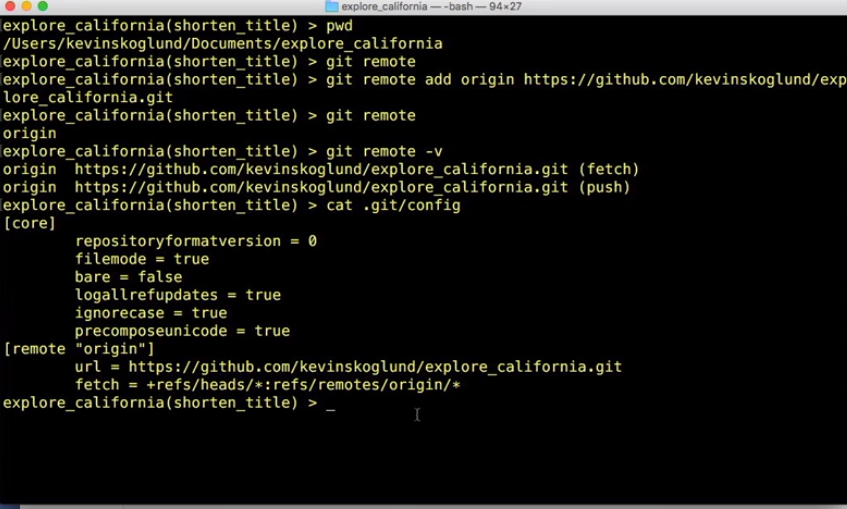 explore_california — -bash — 94×27
explore_california(shorten_title) > pwd
/Users/kevinskoglund/Documents/explore_california
explore_california(shorten_title) > git remote
explore_california(shorten_title) > git remote add origin https://github.com/kevinskoglund/exp
lore_california.git
explore_california(shorten_title) > git remote
origin
explore_california(shorten_title) > git remote -v
origin  https://github.com/kevinskoglund/explore_california.git (fetch)
origin  https://github.com/kevinskoglund/explore_california.git (push)
explore_california(shorten_title) > cat .git/config
[core]
        repositoryformatversion = 0
        filemode = true
        bare = false
        logallrefupdates = true
        ignorecase = true
        precomposeunicode = true
[remote "origin"]
        url = https://github.com/kevinskoglund/explore_california.git
        fetch = +refs/heads/*:refs/remotes/origin/*
explore_california(shorten_title) > _